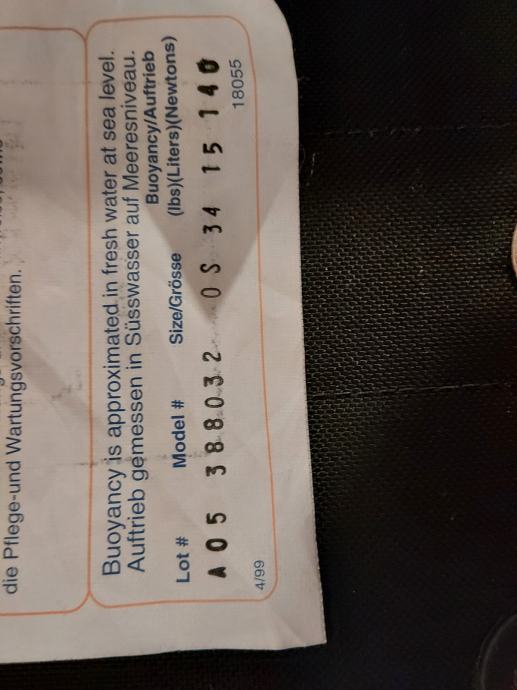 die Pflege-und Wartungsvorschriften.
Buoyancy is approximated in fresh water at sea level.
Auftrieb gemessen in Süsswasser auf Meeresniveau.
Buoyancy/Auftrieb
Lot # Model # Size/Grösse (lbs)(Liters)(Newtons)
A05 388032 OS 34 15 140
4/99 18055